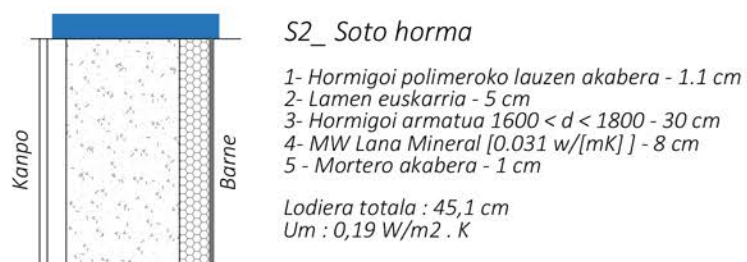 S2_ Soto horma
1- Hormigoi polimeroko lauzen akabera - 1.1 cm
2- Lamen euskarria - 5 cm
3- Hormigoi armatua 1600 < d < 1800 - 30 cm
4- MW Lana Mineral [0.031 w/[mK] ] - 8 cm
5 - Mortero akabera - 1 cm
Lodiera totala : 45,1 cm
Um : 0,19 W/m2 . K
Kanpo
Barne